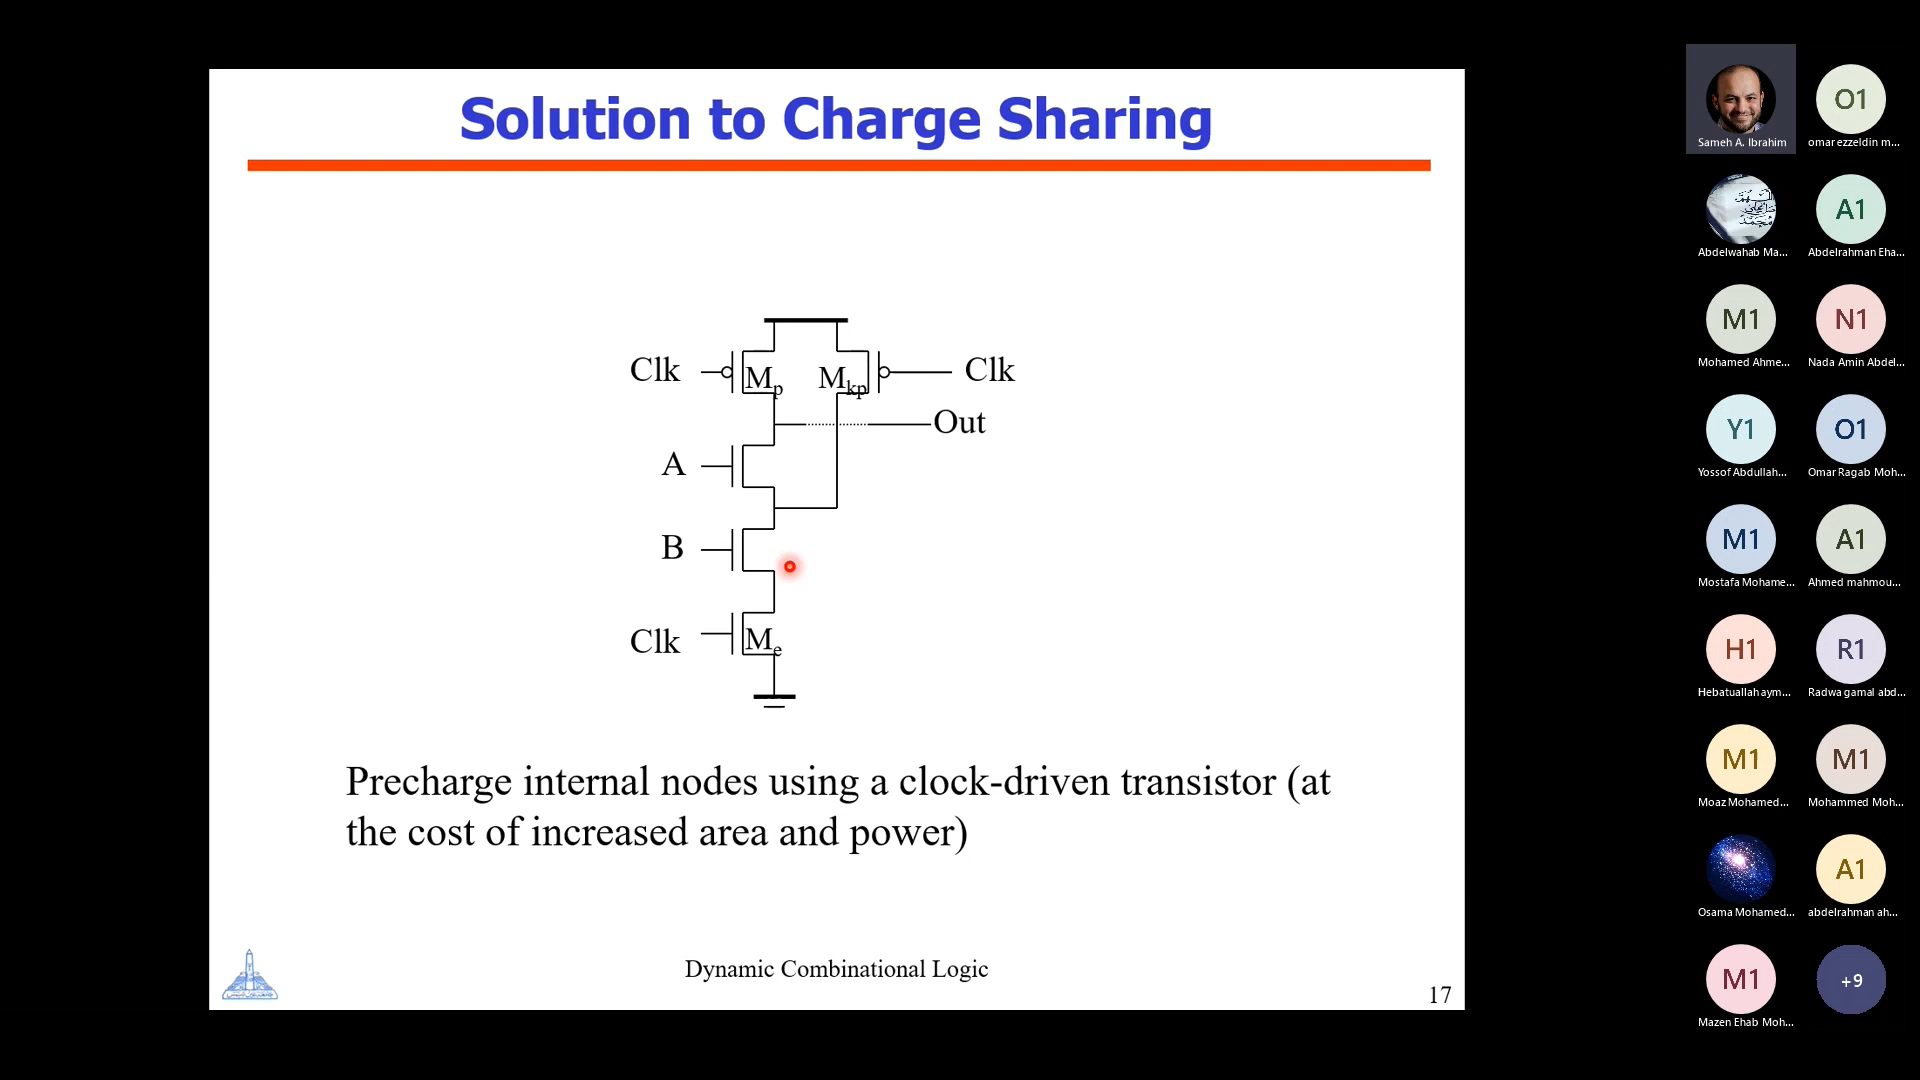 Solution to Charge Sharing
Clk
M_p
M_kp
Clk
Out
A
B
Clk
M_e
Precharge internal nodes using a clock-driven transistor (at
the cost of increased area and power)
Dynamic Combinational Logic
17
Sameh A. Ibrahim
O1
omar ezzeldin m...
Abdelwahab Ma...
A1
Abdelrahman Eha...
M1
Mohamed Ahme...
N1
Nada Amin Abdel...
Y1
Yossof Abdullah...
O1
Omar Ragab Moh...
M1
Mostafa Mohame...
A1
Ahmed mahmou...
H1
Hebatuallah aym...
R1
Radwa gamal abd...
M1
Moaz Mohamed...
M1
Mohammed Moh...
Osama Mohamed...
A1
abdelrahman ah...
M1
Mazen Ehab Moh...
+9